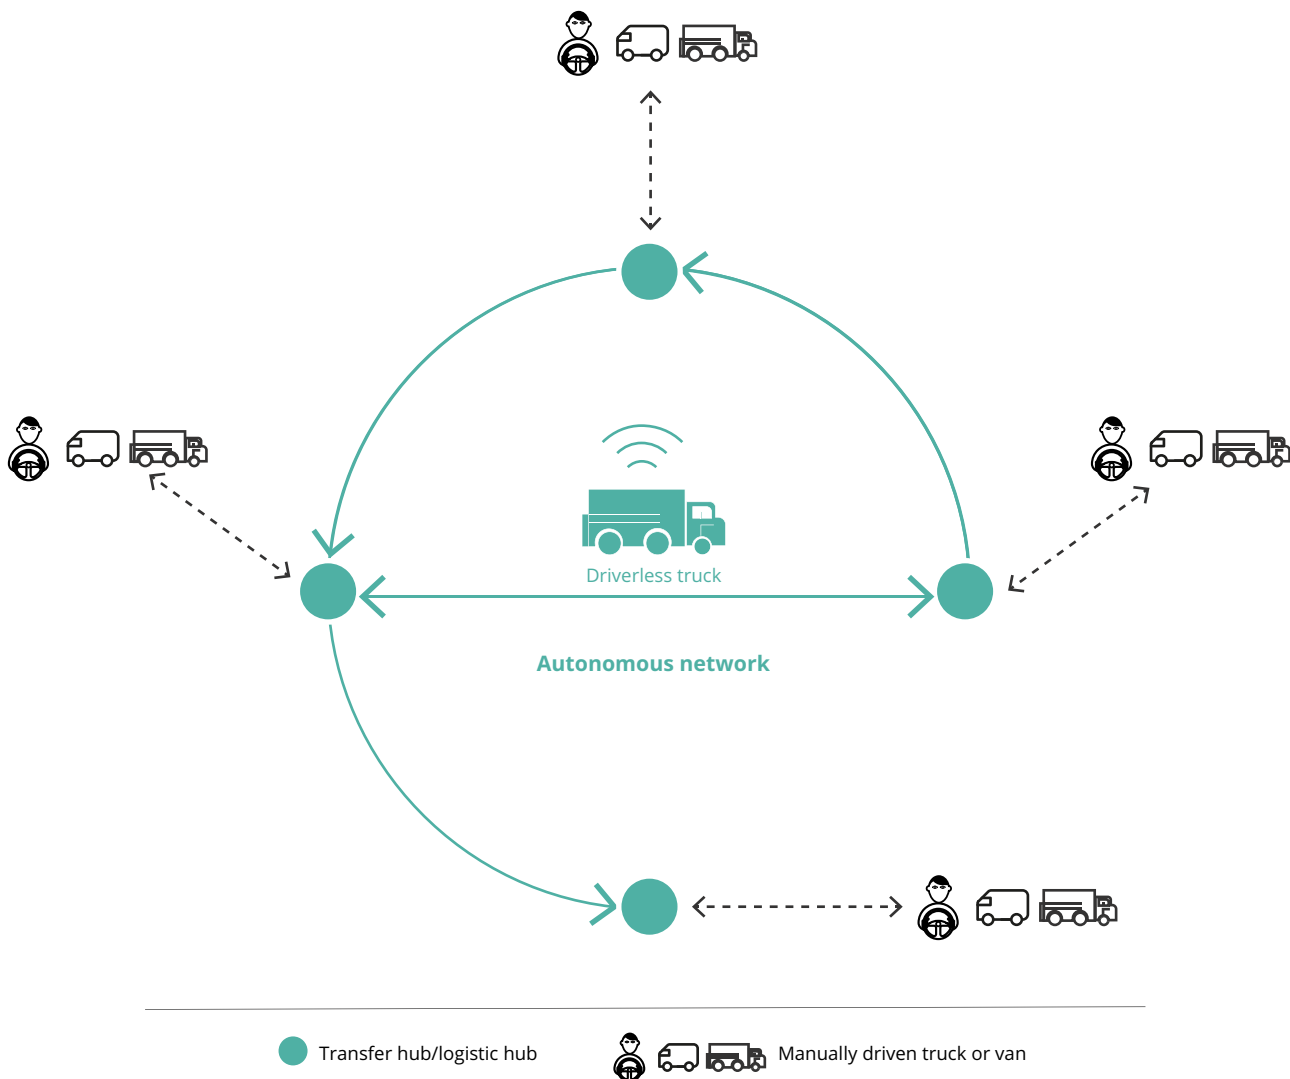 Driverless truck
Autonomous network
Transfer hub/logistic hub
Manually driven truck or van